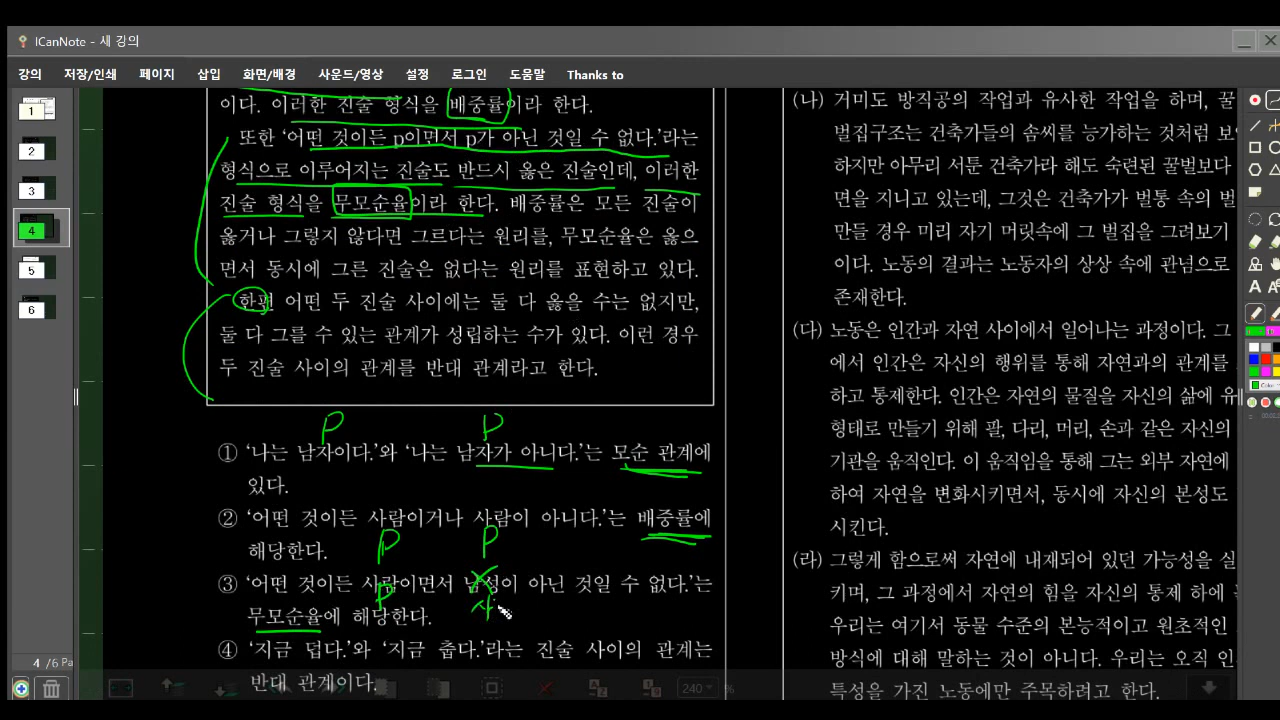 ICanNote - 새 강의
강의 저장/인쇄 페이지 삽입 화면/배경 사운드/영상 설정 로그인 도움말 Thanks to
1
2
3
4
5
6
4 /6 Pa
이다. 이러한 진술 형식을 배중률이라 한다.
또한 '어떤 것이든 p이면서 p가 아닌 것일 수 없다.'라는
형식으로 이루어지는 진술도 반드시 옳은 진술인데, 이러한
진술 형식을 무모순율이라 한다. 배중률은 모든 진술이
옳거나 그렇지 않다면 그르다는 원리를, 무모순율은 옳으
면서 동시에 그른 진술은 없다는 원리를 표현하고 있다.
한편 어떤 두 진술 사이에는 둘 다 옳을 수는 없지만,
둘 다 그를 수 있는 관계가 성립하는 수가 있다. 이런 경우
두 진술 사이의 관계를 반대 관계라고 한다.
P P
① '나는 남자이다.'와 '나는 남자가 아니다.'는 모순 관계에
있다.
② '어떤 것이든 사람이거나 사람이 아니다.'는 배중률에
해당한다.
P P
③ '어떤 것이든 사람이면서 남성이 아닌 것일 수 없다.'는
P 사
무모순율에 해당한다.
④ '지금 덥다.'와 '지금 춥다.'라는 진술 사이의 관계는
반대 관계이다.
240 %
(나) 거미도 방직공의 작업과 유사한 작업을 하며, 꿀
벌집구조는 건축가들의 솜씨를 능가하는 것처럼 보
하지만 아무리 서툰 건축가라 해도 숙련된 꿀벌보다
면을 지니고 있는데, 그것은 건축가가 벌통 속의 벌
만들 경우 미리 자기 머릿속에 그 벌집을 그려보기
이다. 노동의 결과는 노동자의 상상 속에 관념으로
존재한다.
(다) 노동은 인간과 자연 사이에서 일어나는 과정이다. 그
에서 인간은 자신의 행위를 통해 자연과의 관계를
하고 통제한다. 인간은 자연의 물질을 자신의 삶에 유
형태로 만들기 위해 팔, 다리, 머리, 손과 같은 자신의
기관을 움직인다. 이 움직임을 통해 그는 외부 자연에
하여 자연을 변화시키면서, 동시에 자신의 본성도
시킨다.
(라) 그렇게 함으로써 자연에 내재되어 있던 가능성을 실
키며, 그 과정에서 자연의 힘을 자신의 통제 하에
우리는 여기서 동물 수준의 본능적이고 원초적인
방식에 대해 말하는 것이 아니다. 우리는 오직 인
특성을 가진 노동에만 주목하려고 한다.